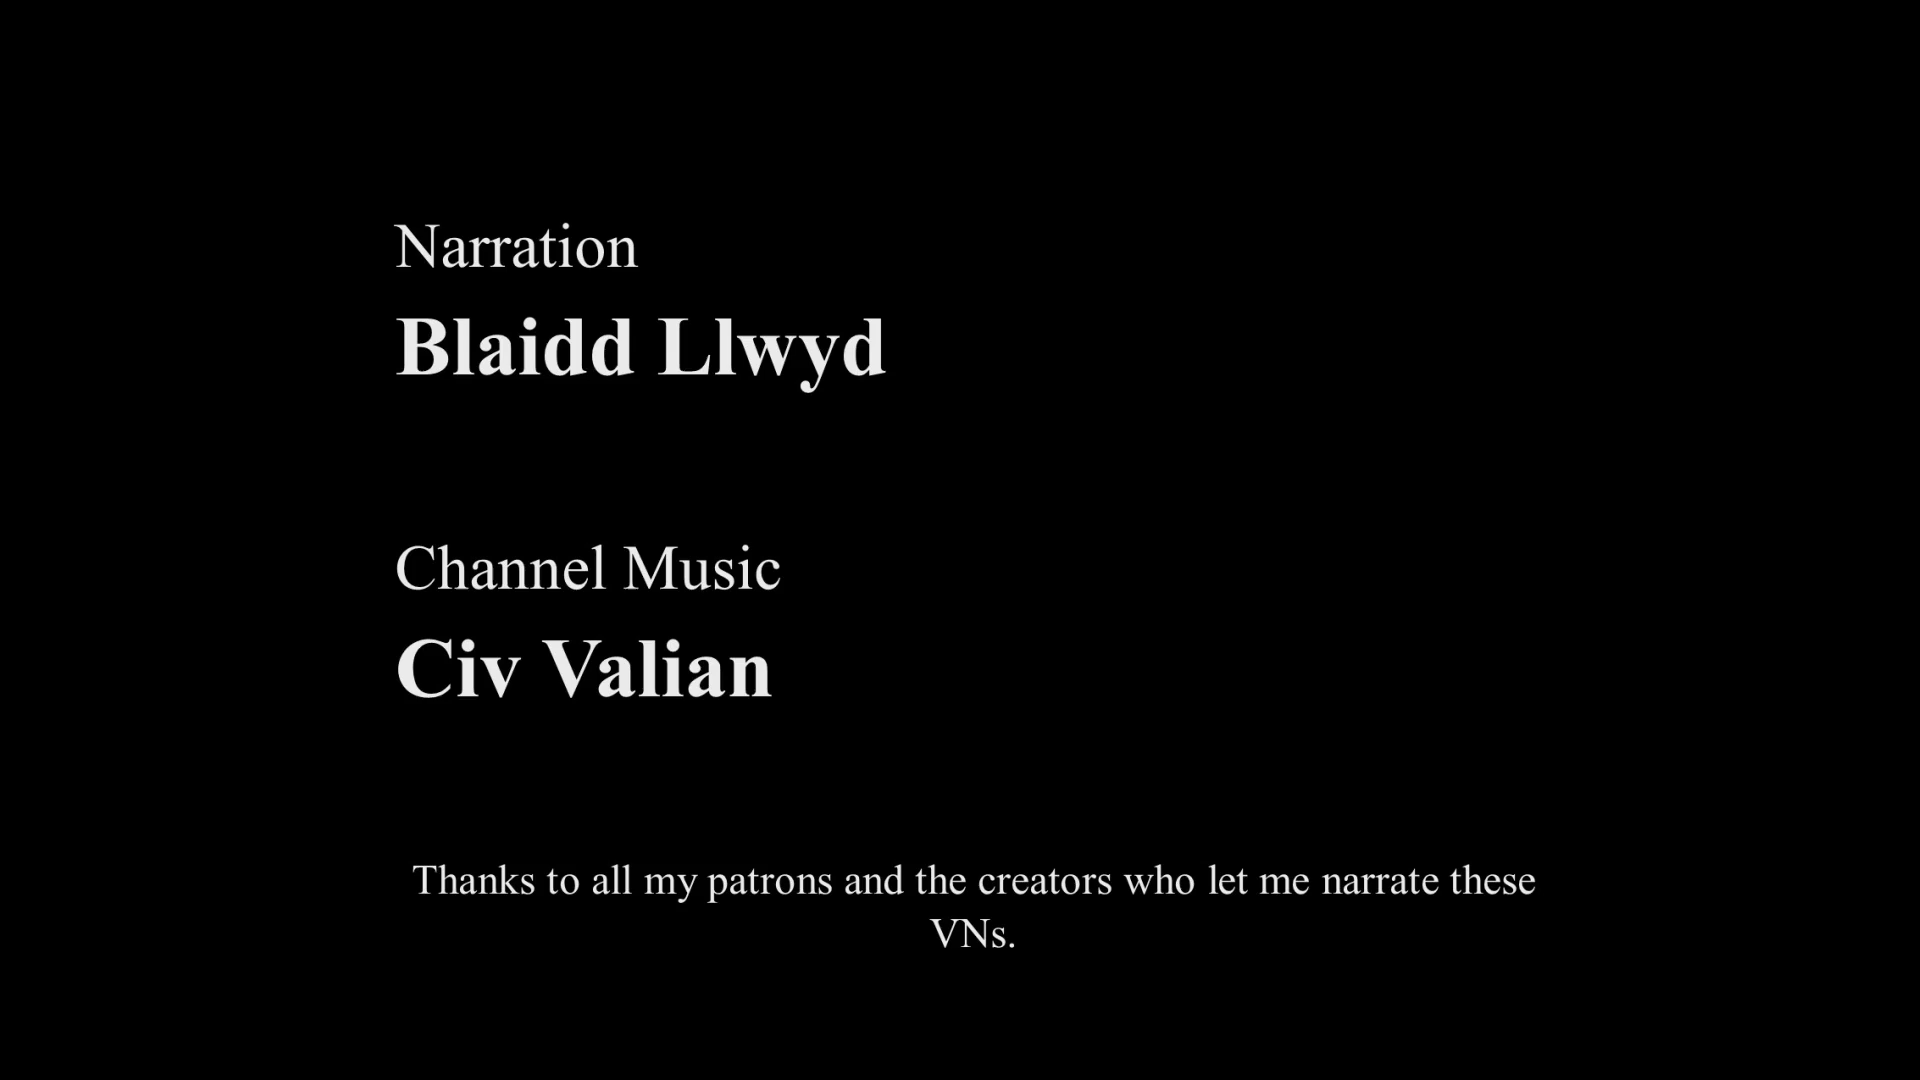 Narration
Blaidd Llwyd
Channel Music
Civ Valian
Thanks to all my patrons and the creators who let me narrate these
VNs.